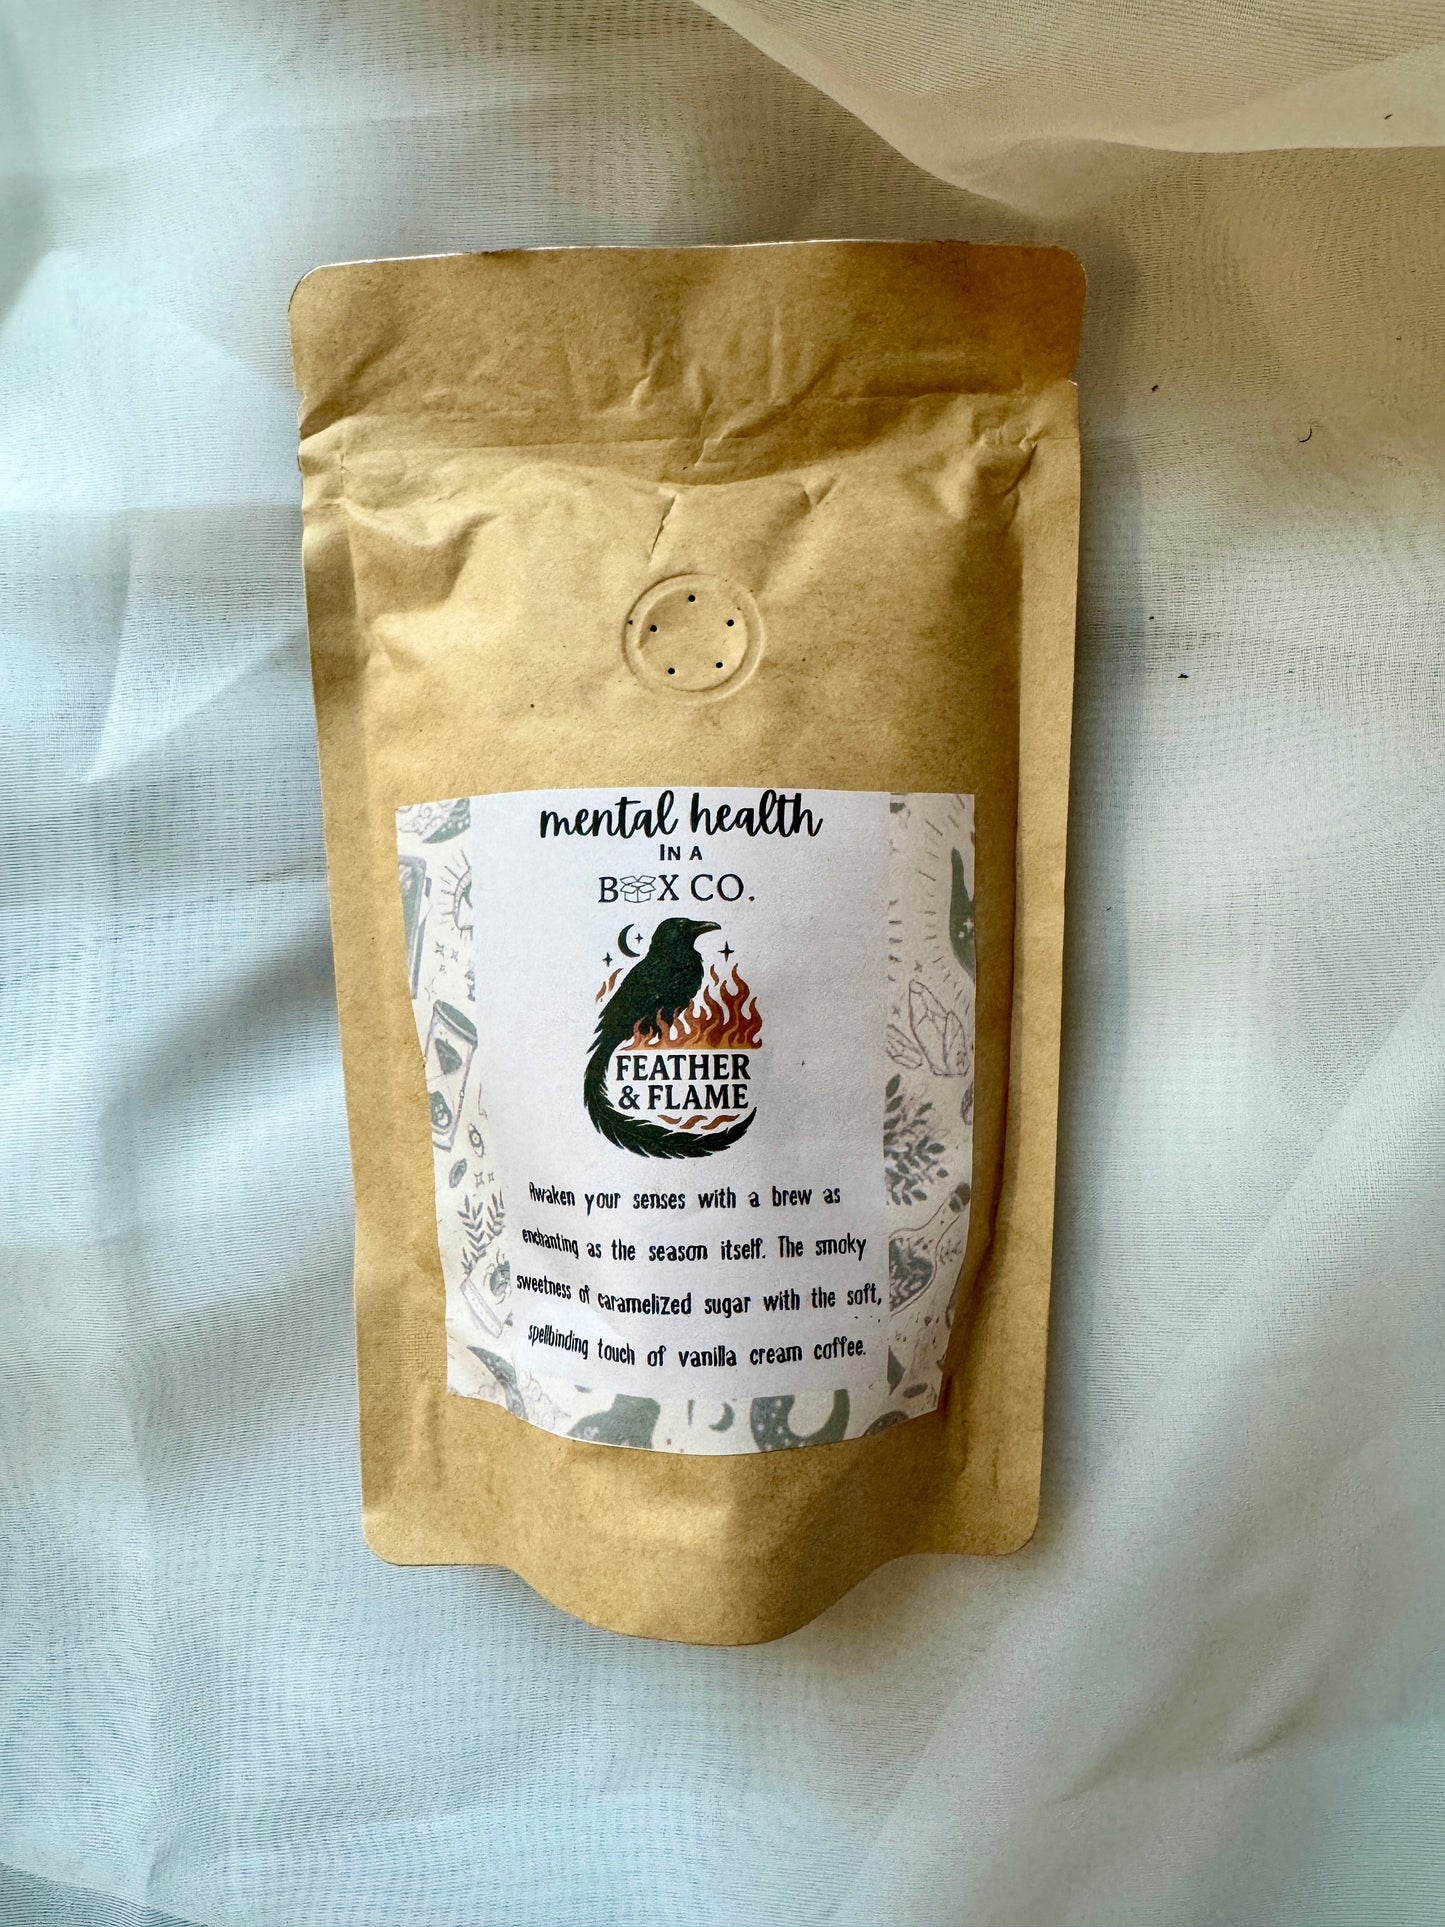 mental health
IN A
BOX CO.
FEATHER
& FLAME
Awaken your senses with a brew as
enchanting as the season itself. The smoky
sweetness of caramelized sugar with the soft,
spellbinding touch of vanilla cream coffee.